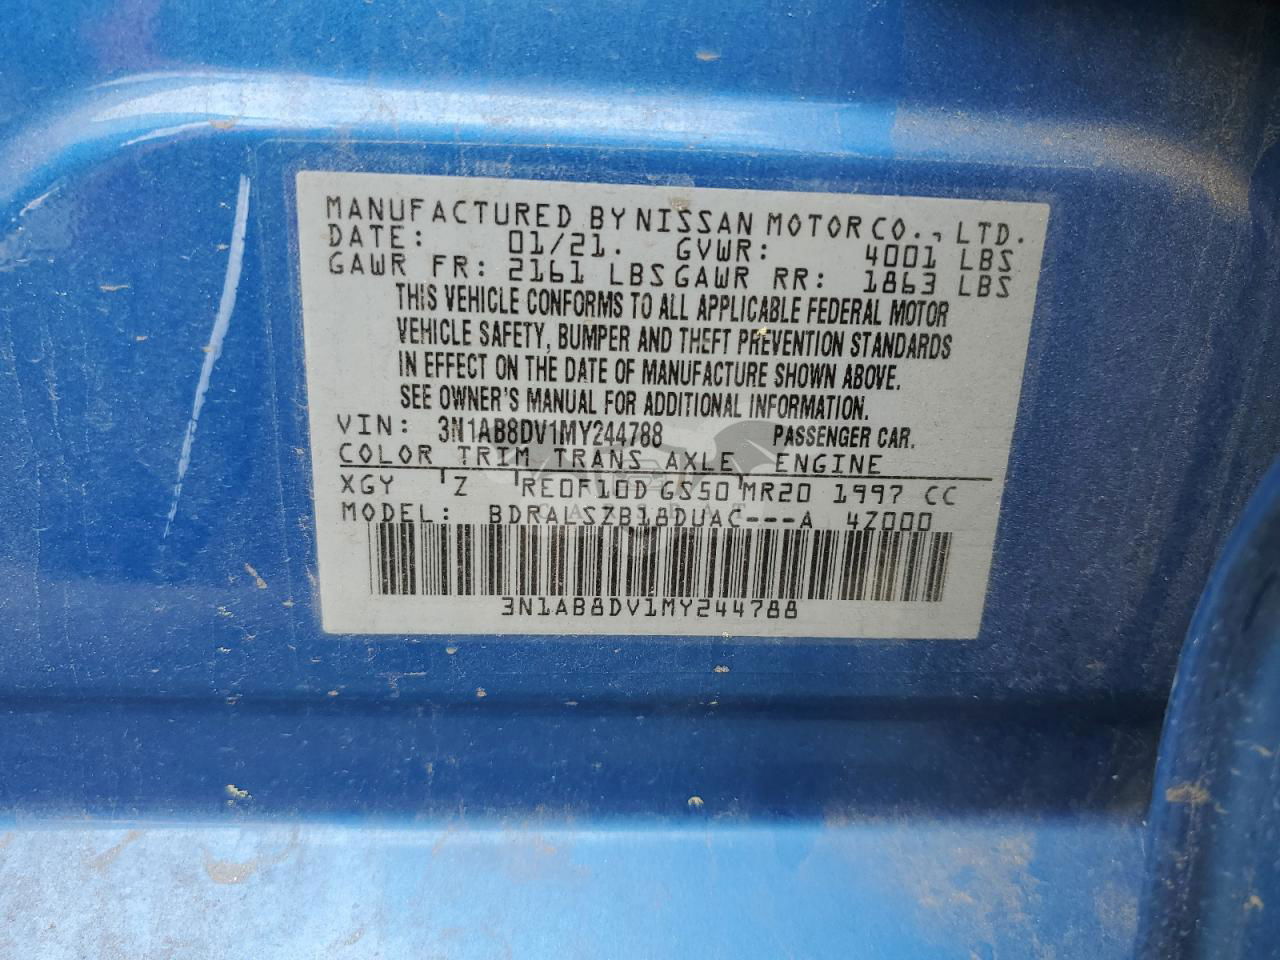 MANUFACTURED BY NISSAN MOTOR CO., LTD.
DATE: 01/21. GVWR: 4001 LBS
GAWR FR: 2161 LBS GAWR RR: 1863 LBS
THIS VEHICLE CONFORMS TO ALL APPLICABLE FEDERAL MOTOR
VEHICLE SAFETY, BUMPER AND THEFT PREVENTION STANDARDS
IN EFFECT ON THE DATE OF MANUFACTURE SHOWN ABOVE.
SEE OWNER'S MANUAL FOR ADDITIONAL INFORMATION.
VIN: 3N1AB8DV1MY244788 PASSENGER CAR.
COLOR TRIM TRANS AXLE ENGINE
XGY Z RE0F10D GS50 MR20 1997 CC
MODEL: BDRALSZB18DUAC---A 4Z000
3N1AB8DV1MY244788